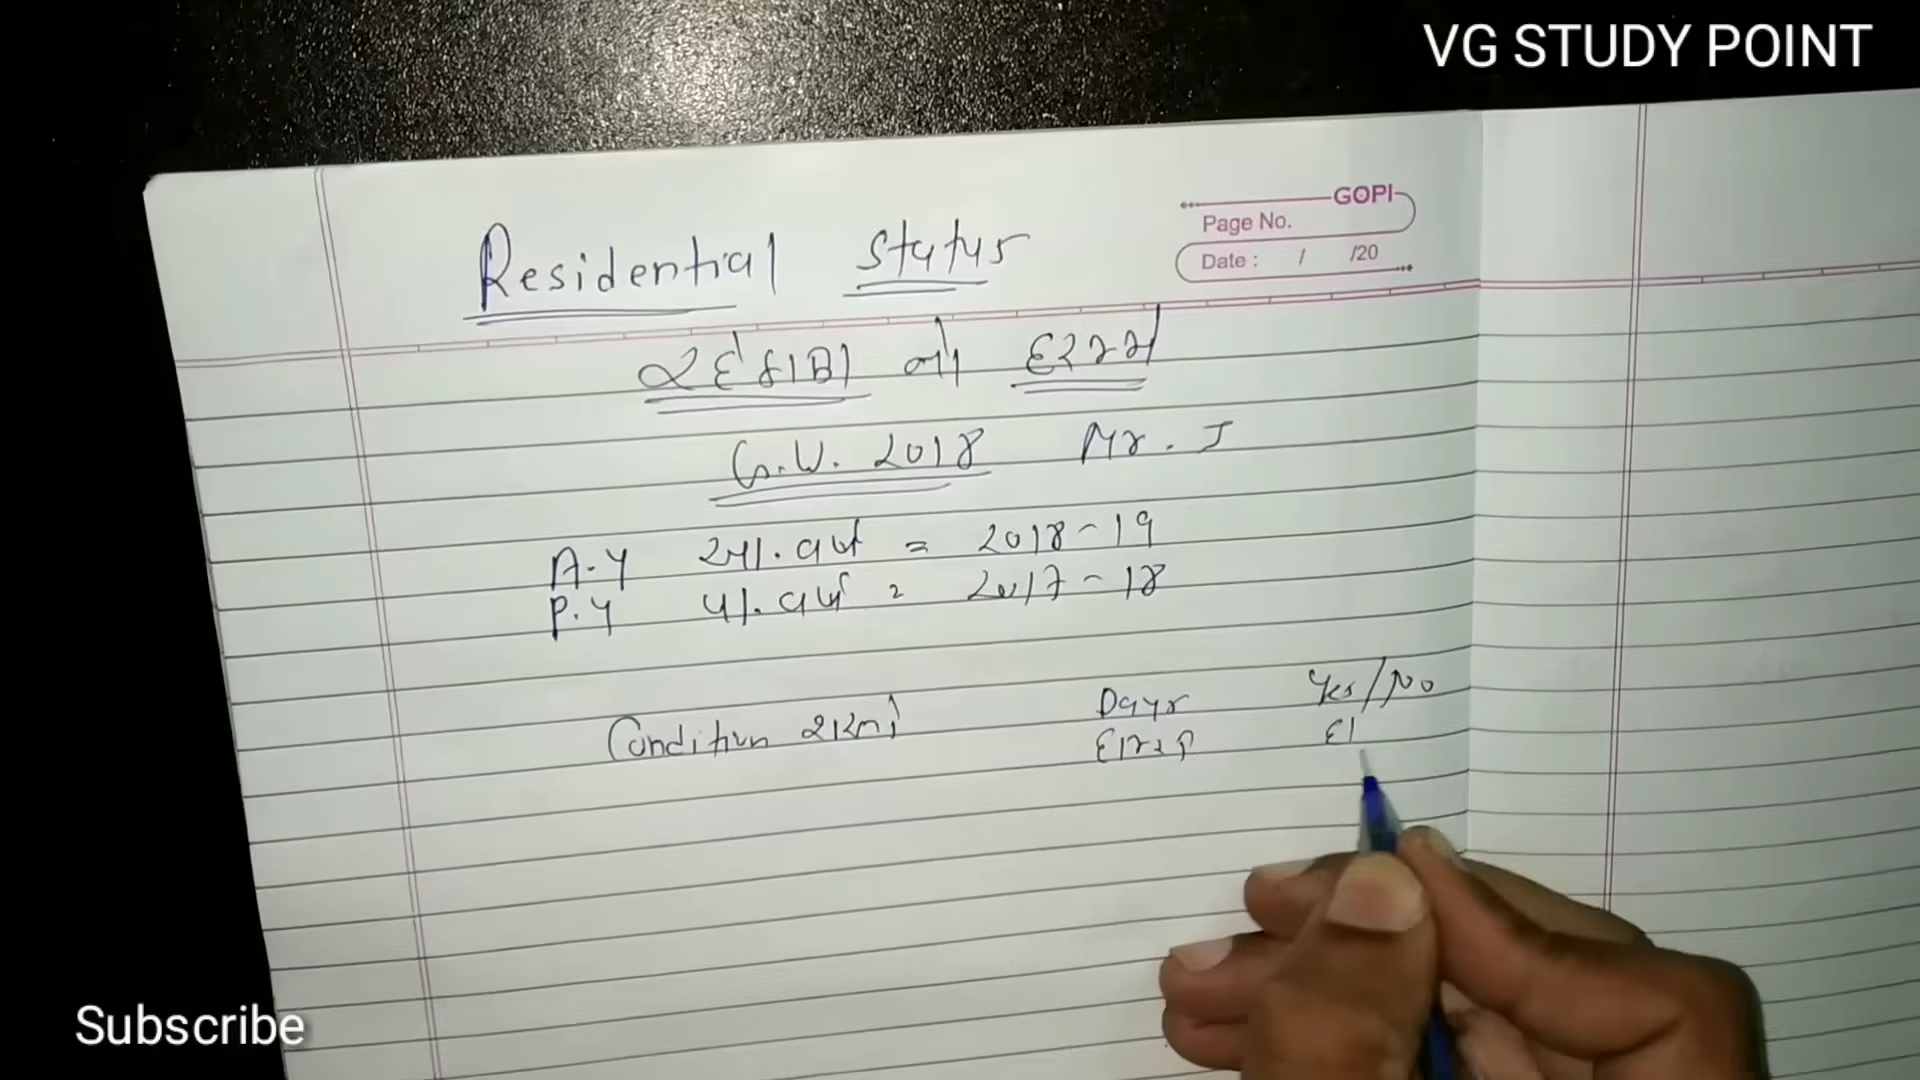 VG STUDY POINT
GOPI
Page No.
Date : / /20
Residential Status
રહેઠાણનો દરજ્જો
G.U. 2018 Mr. I
A.Y આ.વર્ષ = 2018-19
P.Y પા.વર્ષ = 2017-18
Condition શરતો Days Yes/No
Subscribe